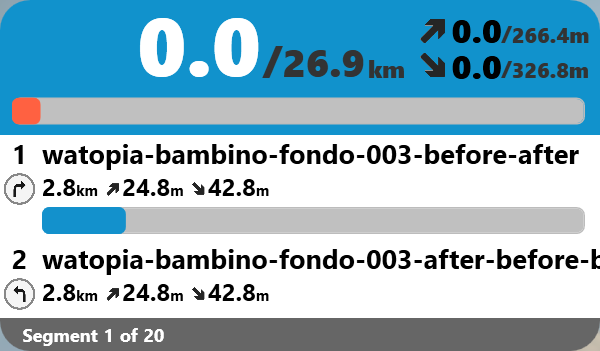 0.0/26.9 km
0.0/266.4m
0.0/326.8m
1 watopia-bambino-fondo-003-before-after
2.8km 24.8m 42.8m
2 watopia-bambino-fondo-003-after-before-b
2.8km 24.8m 42.8m
Segment 1 of 20